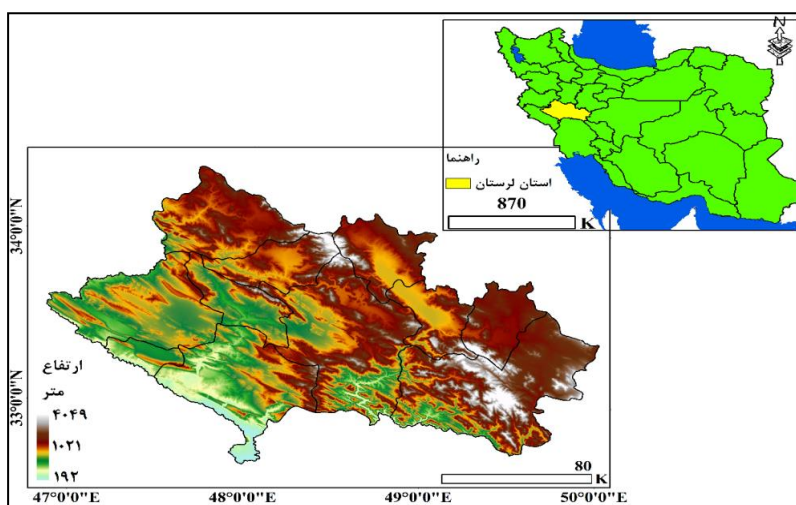 N
راهنما
استان لرستان
870
K
34°0'0"N
33°0'0"N
ارتفاع
متر
۴۰۴۹
۱۰۲۱
۱۹۲
80
K
47°0'0"E
48°0'0"E
49°0'0"E
50°0'0"E